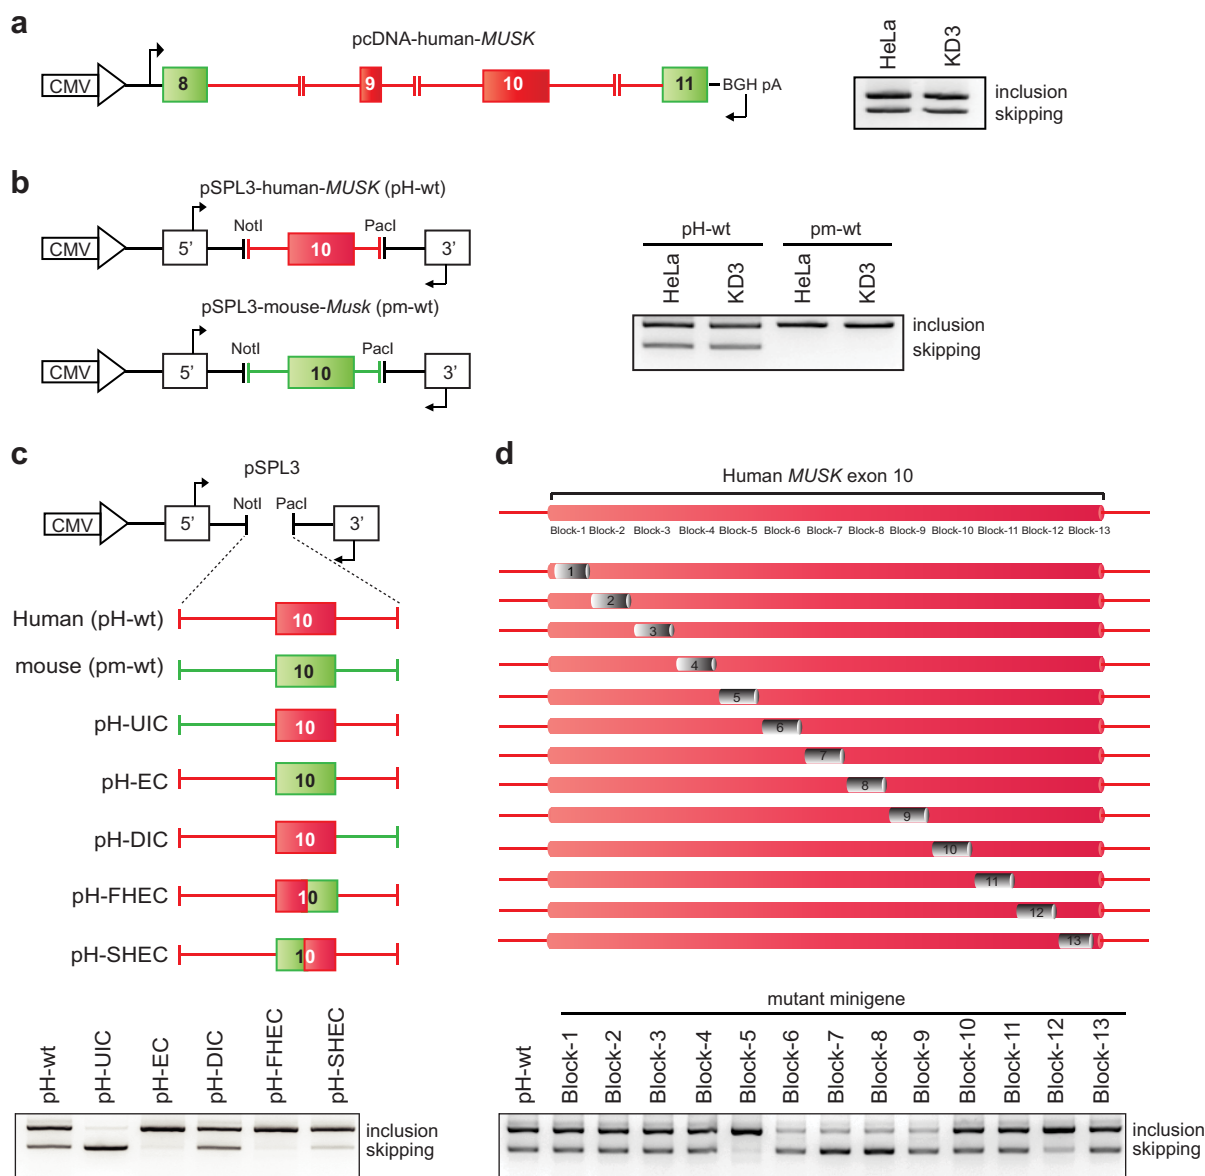 a
pcDNA-human-MUSK
CMV 8 9 10 11 BGH pA
HeLa KD3
inclusion
skipping
b
pSPL3-human-MUSK (pH-wt)
CMV 5' NotI 10 PacI 3'
pSPL3-mouse-Musk (pm-wt)
CMV 5' NotI 10 PacI 3'
pH-wt pm-wt
HeLa KD3 HeLa KD3
inclusion
skipping
c
pSPL3
CMV 5' NotI PacI 3'
Human (pH-wt) 10
mouse (pm-wt) 10
pH-UIC 10
pH-EC 10
pH-DIC 10
pH-FHEC 10
pH-SHEC 10
pH-wt pH-UIC pH-EC pH-DIC pH-FHEC pH-SHEC
inclusion
skipping
d
Human MUSK exon 10
Block-1 Block-2 Block-3 Block-4 Block-5 Block-6 Block-7 Block-8 Block-9 Block-10 Block-11 Block-12 Block-13
1
2
3
4
5
6
7
8
9
10
11
12
13
mutant minigene
pH-wt Block-1 Block-2 Block-3 Block-4 Block-5 Block-6 Block-7 Block-8 Block-9 Block-10 Block-11 Block-12 Block-13
inclusion
skipping